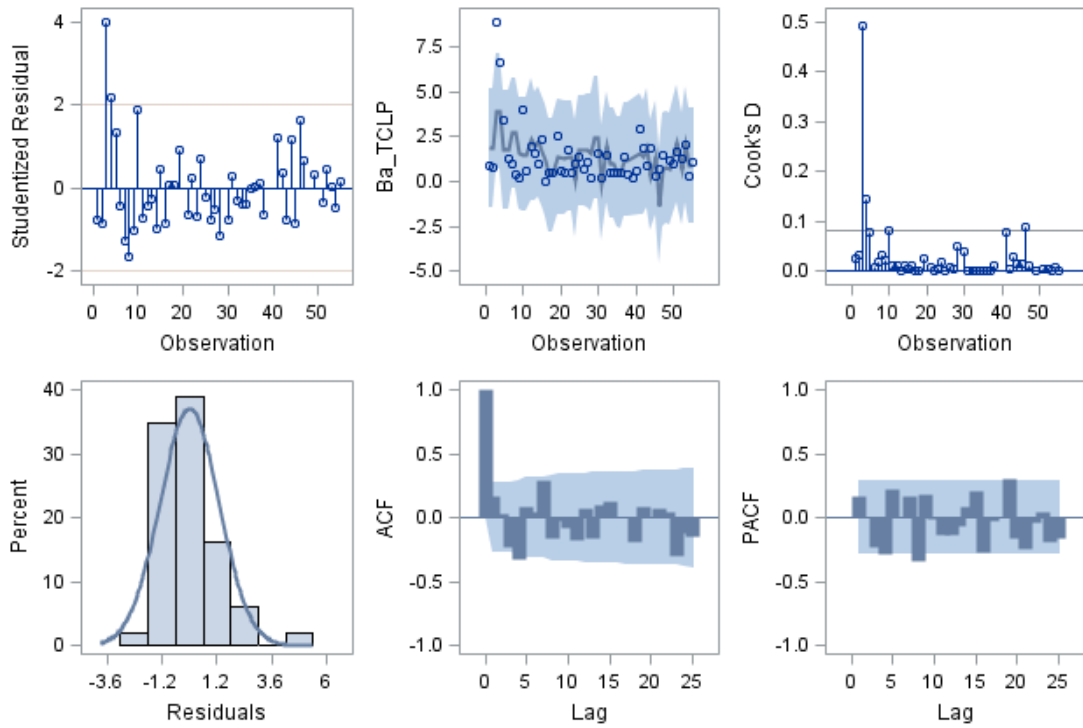 Studentized Residual
4
2
0
-2
0 10 20 30 40 50
Observation
Ba_TCLP
7.5
5.0
2.5
0.0
-2.5
-5.0
0 10 20 30 40 50
Observation
Cook's D
0.5
0.4
0.3
0.2
0.1
0.0
0 10 20 30 40 50
Observation
Percent
40
30
20
10
0
-3.6 -1.2 1.2 3.6 6
Residuals
ACF
1.0
0.5
0.0
-0.5
-1.0
0 5 10 15 20 25
Lag
PACF
1.0
0.5
0.0
-0.5
-1.0
0 5 10 15 20 25
Lag